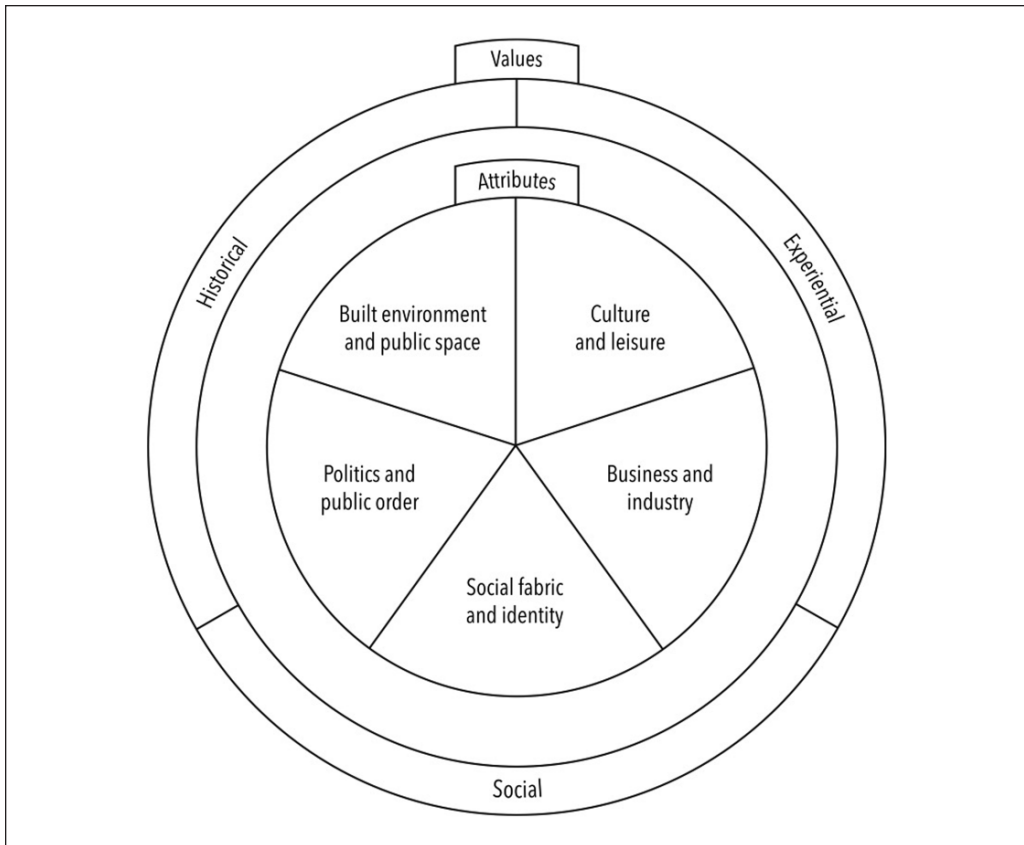 Values
Attributes
Historical
Experiential
Built environment
and public space
Culture
and leisure
Politics and
public order
Business and
industry
Social fabric
and identity
Social